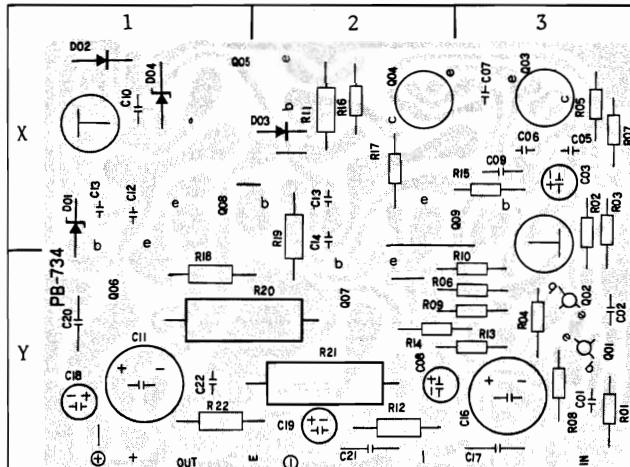 1 2 3
D02 Q05 e Q04 e C07 e Q03
D04
C10 R11 R16 R05
b R07
D03 c c
X C06 C05
R17 C09
R15 C03
D01 C13 C12 C13
e Q08 b e Q09 b R02 R03
R19 C14
b e
PB-734 R18 b e R10
Q06 R06
R20 Q07 R09 Q02 C02
C20 R04
Y C11 R14 R13 e
R21 b Q01
C18 + − C22 C08 + −
C16 C01
R22 R12 R08 R01
C19
+ OUT E C21 C17 IN